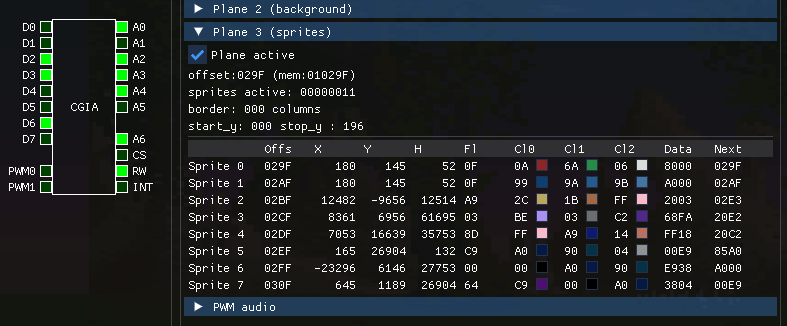 Plane 2 (background)
Plane 3 (sprites)
Plane active
offset:029F (mem:01029F)
sprites active: 00000011
border: 000 columns
start_y: 000 stop_y : 196
Offs X Y H Fl Cl0 Cl1 Cl2 Data Next
Sprite 0 029F 180 145 52 0F 0A 6A 06 8000 029F
Sprite 1 02AF 180 145 52 0F 99 9A 9B A000 02AF
Sprite 2 02BF 12482 -9656 12514 A9 2C 1B FF 2003 02E3
Sprite 3 02CF 8361 6956 61695 03 BE 03 C2 68FA 20E2
Sprite 4 02DF 7053 16639 35753 8D FF A9 14 FF18 20C2
Sprite 5 02EF 165 26904 132 C9 A0 90 04 00E9 85A0
Sprite 6 02FF -23296 6146 27753 00 00 A0 90 E938 A000
Sprite 7 030F 645 1189 26904 64 C9 00 A0 3804 00E9
PWM audio
D0 A0
D1 A1
D2 A2
D3 A3
D4 A4
D5 CGIA A5
D6
D7 A6
CS
PWM0 RW
PWM1 INT